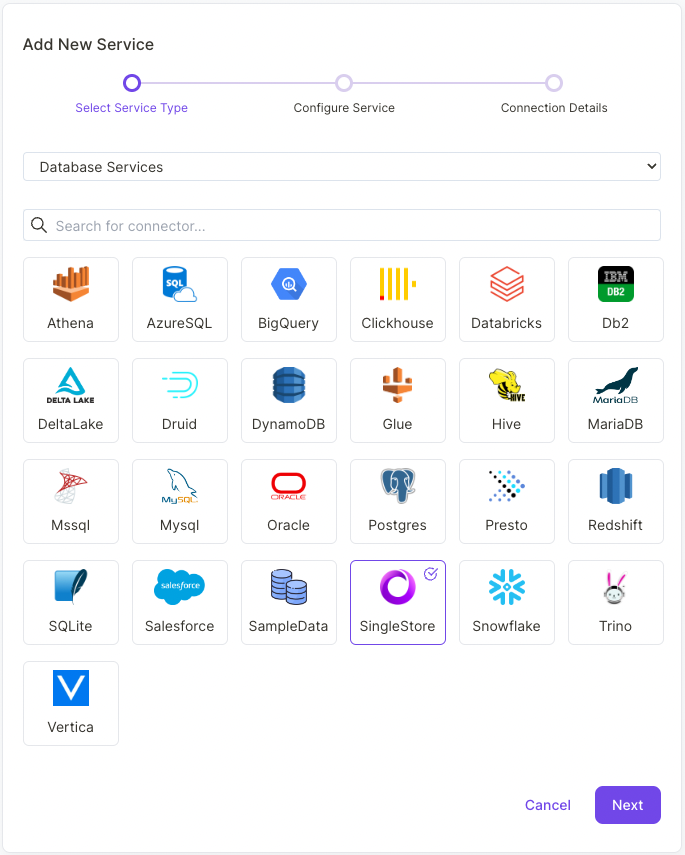 Add New Service
Select Service Type Configure Service Connection Details
Database Services
Search for connector...
SQL IBM DB2
Athena AzureSQL BigQuery Clickhouse Databricks Db2
DELTA LAKE HIVE MariaDB
DeltaLake Druid DynamoDB Glue Hive MariaDB
MySQL ORACLE
Mssql Mysql Oracle Postgres Presto Redshift
salesforce
SQLite Salesforce SampleData SingleStore Snowflake Trino
Vertica
Cancel Next